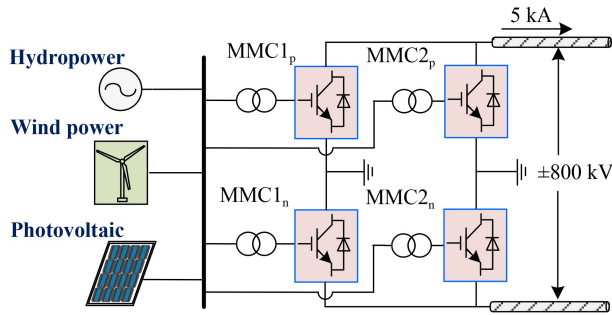 5 kA
MMC1p
MMC2p
Hydropower
Wind power
±800 kV
MMC1n
MMC2n
Photovoltaic